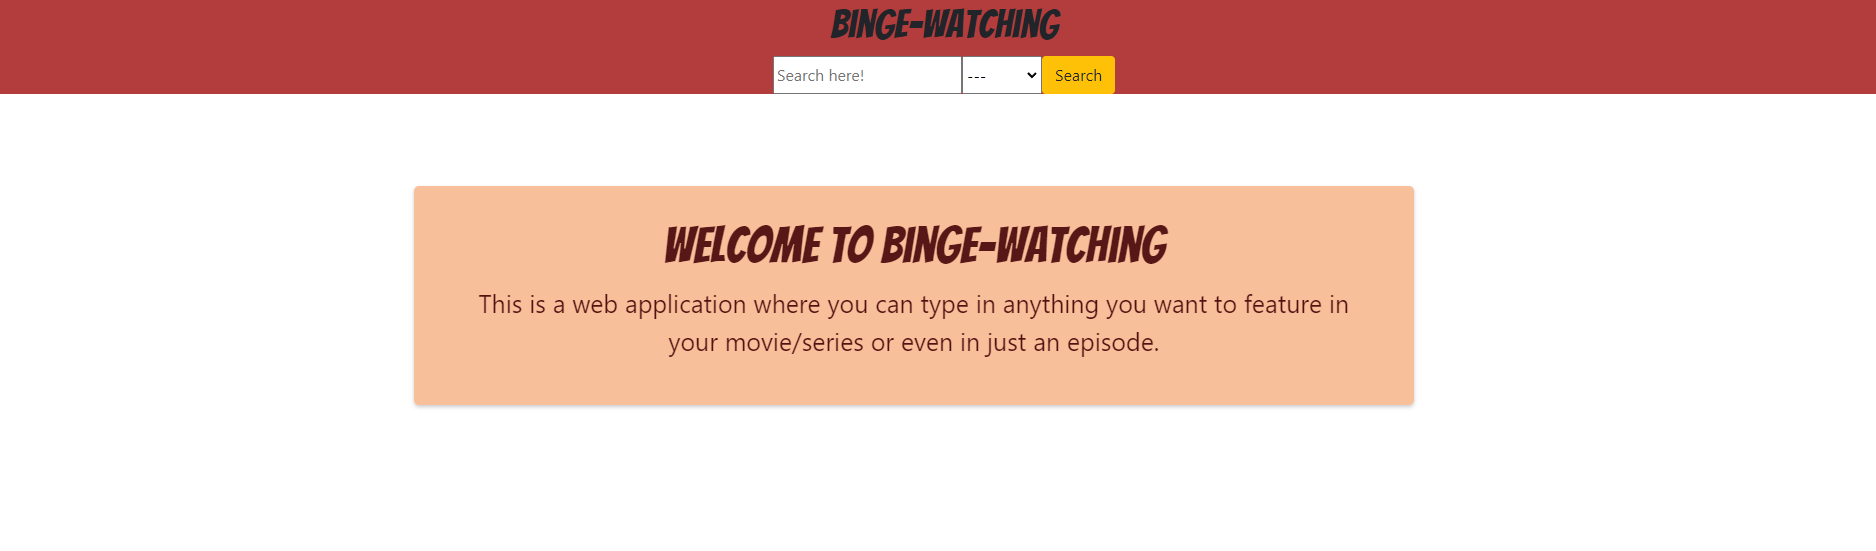 BINGE-WATCHING
Search here! --- Search
WELCOME TO BINGE-WATCHING
This is a web application where you can type in anything you want to feature in
your movie/series or even in just an episode.